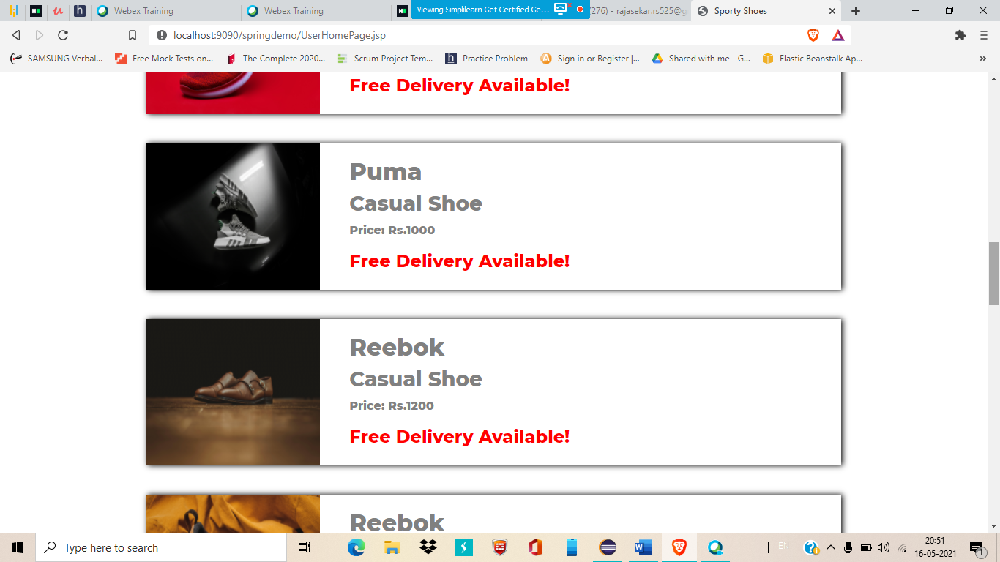 Webex Training
Webex Training
Viewing Simplilearn Get Certified Ge...
(276) - rajasekar.rs525@g
Sporty Shoes
localhost:9090/springdemo/UserHomePage.jsp
SAMSUNG Verbal...
Free Mock Tests on...
The Complete 2020...
Scrum Project Tem...
Practice Problem
Sign in or Register |...
Shared with me - G...
Elastic Beanstalk Ap...
»
Free Delivery Available!
Puma
Casual Shoe
Price: Rs.1000
Free Delivery Available!
Reebok
Casual Shoe
Price: Rs.1200
Free Delivery Available!
Reebok
Type here to search
EN
20:51
16-05-2021
1